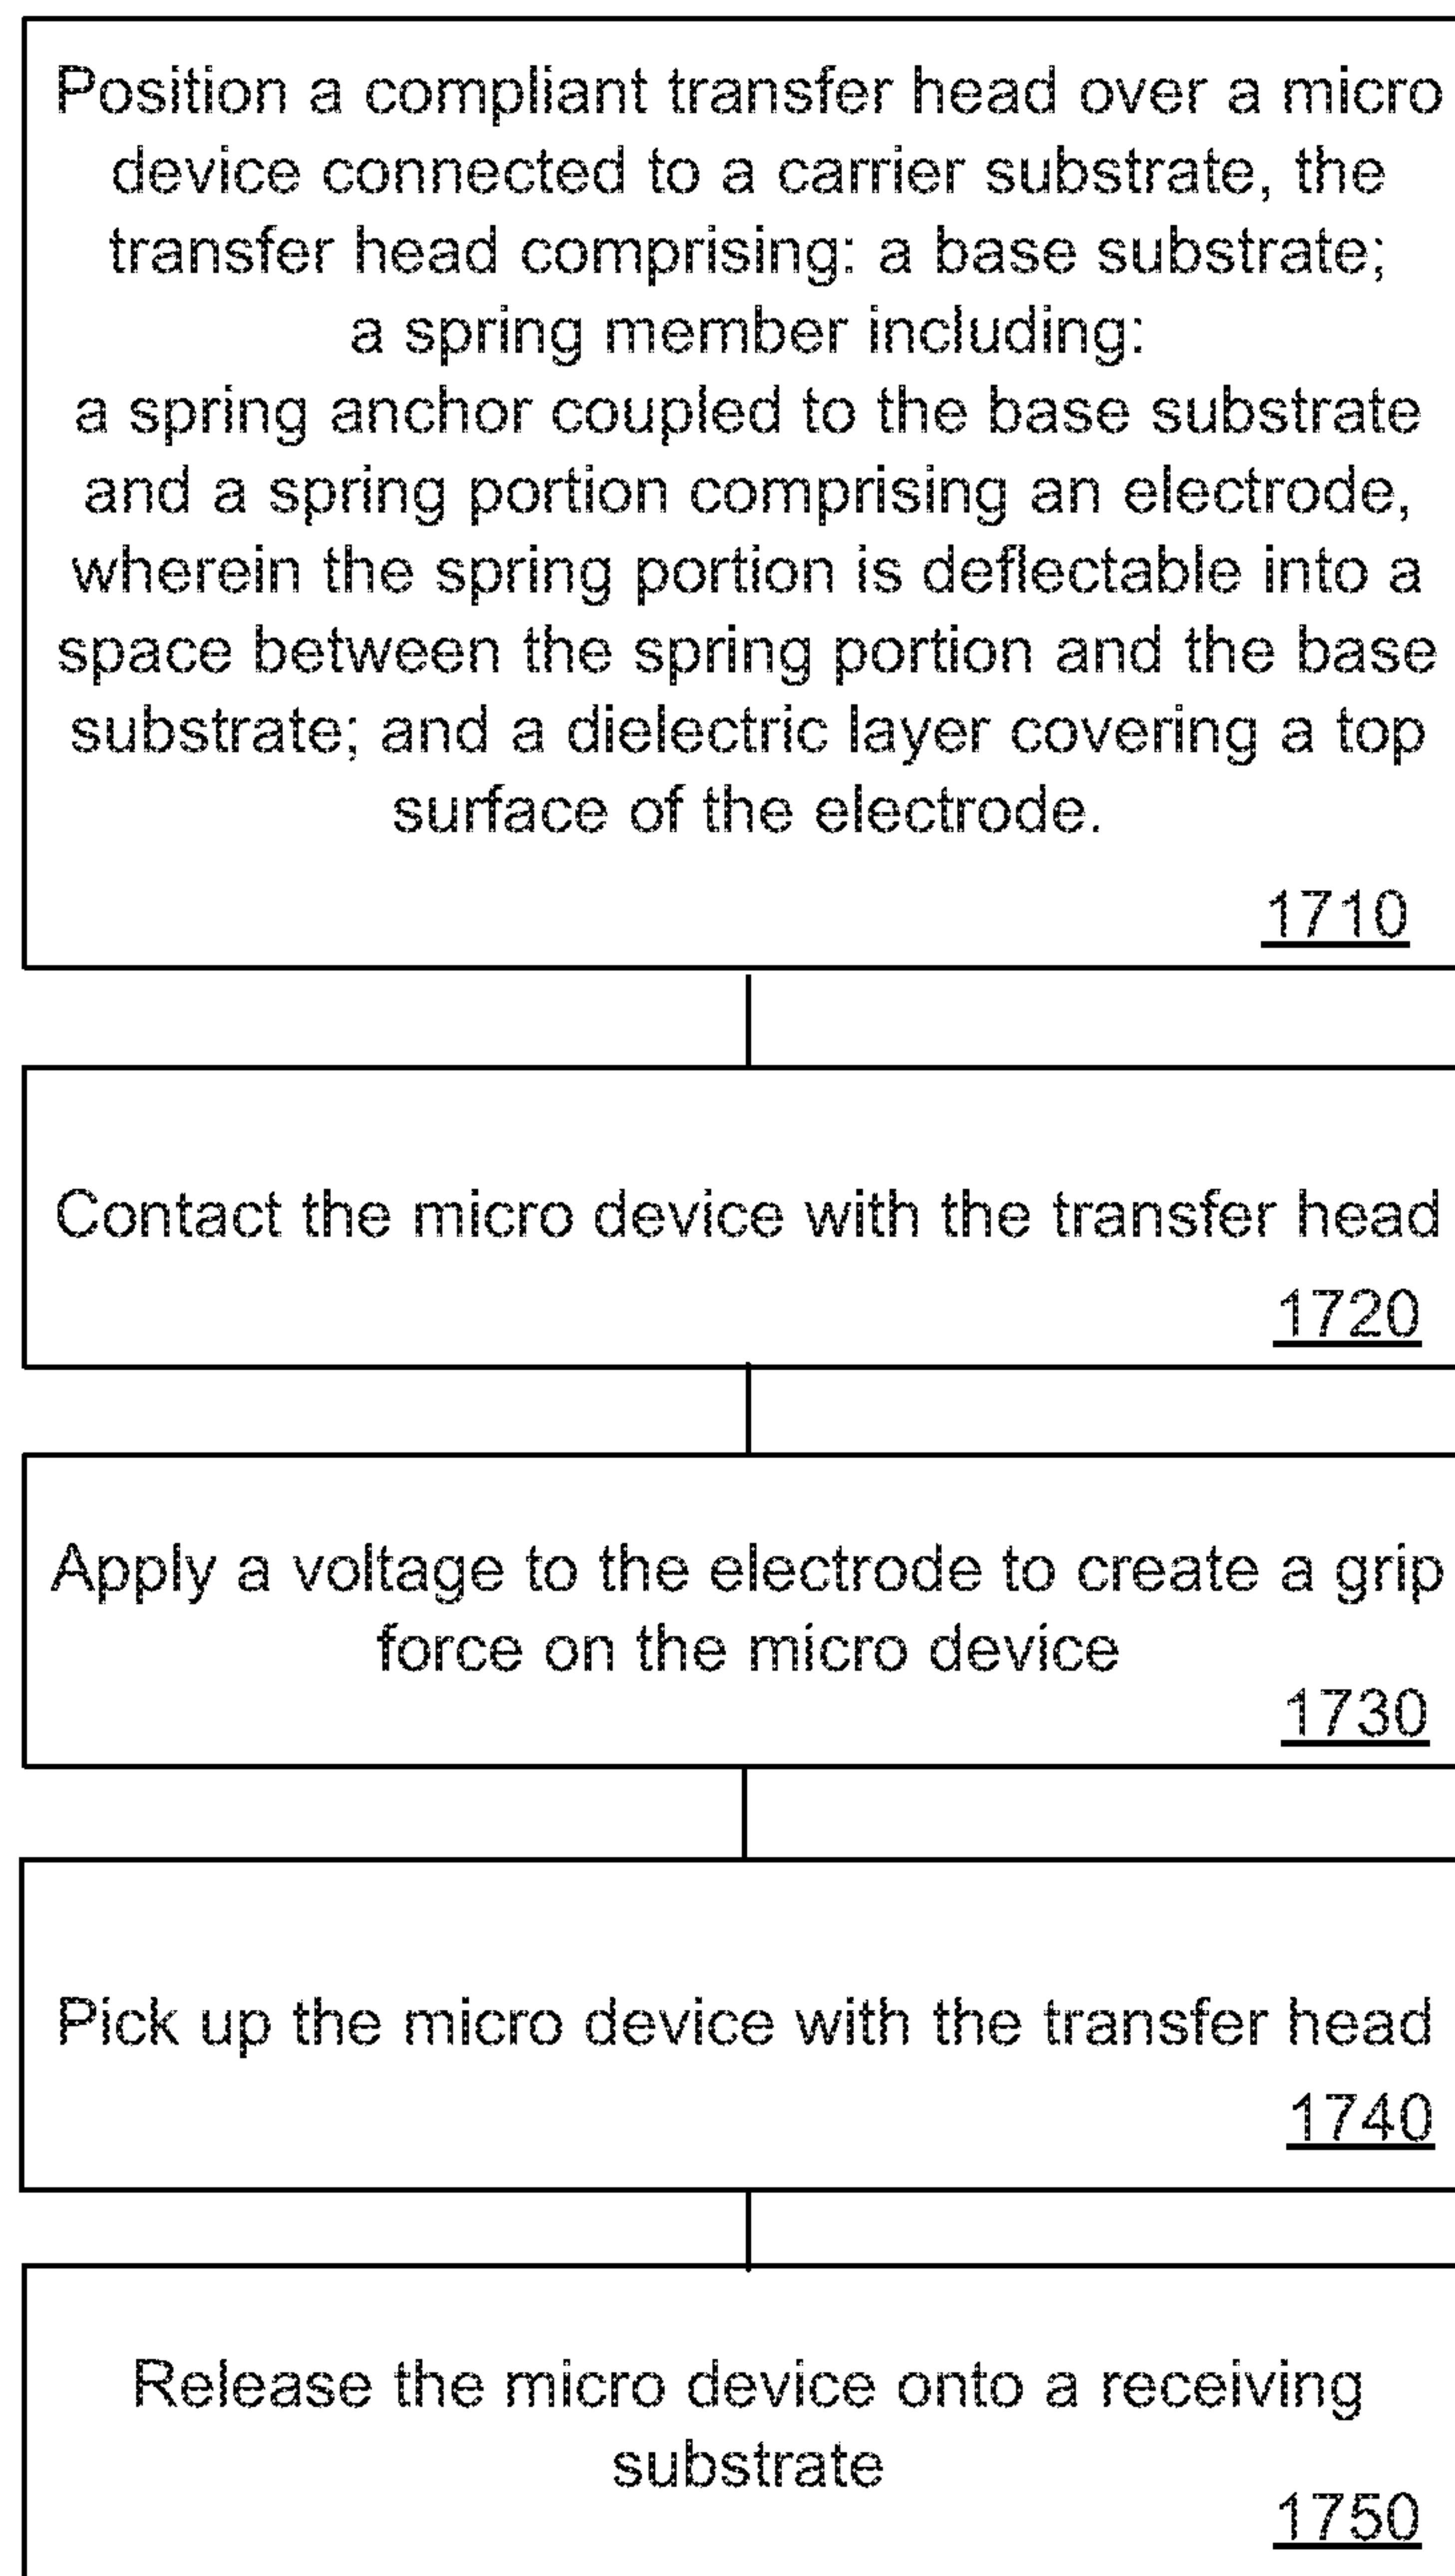 Position a compliant transfer head over a micro
device connected to a carrier substrate, the
transfer head comprising: a base substrate;
a spring member including:
a spring anchor coupled to the base substrate
and a spring portion comprising an electrode,
wherein the spring portion is deflectable into a
space between the spring portion and the base
substrate; and a dielectric layer covering a top
surface of the electrode.
1710
Contact the micro device with the transfer head
1720
Apply a voltage to the electrode to create a grip
force on the micro device
1730
Pick up the micro device with the transfer head
1740
Release the micro device onto a receiving
substrate
1750